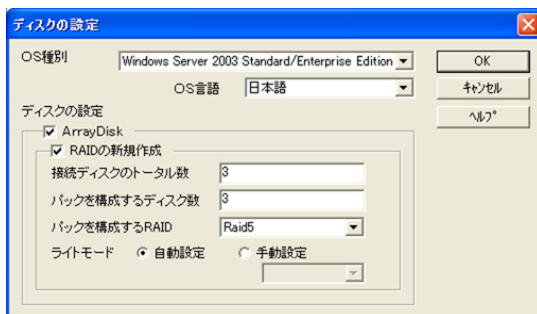 ディスクの設定
OS種別 Windows Server 2003 Standard/Enterprise Edition
OK
OS言語 日本語
キャンセル
ディスクの設定
ヘルプ
ArrayDisk
RAIDの新規作成
接続ディスクのトータル数 3
パックを構成するディスク数 3
パックを構成するRAID Raid5
ライトモード 自動設定 手動設定